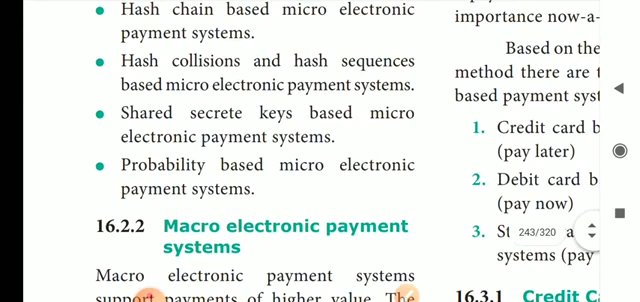 Hash chain based micro electronic
payment systems.
Hash collisions and hash sequences
based micro electronic payment systems.
Shared secrete keys based micro
electronic payment systems.
Probability based micro electronic
payment systems.
16.2.2 Macro electronic payment
systems
Macro electronic payment systems
support payments of higher value. The
importance now-a-
Based on the
method there are
based payment syst
1. Credit card b
(pay later)
2. Debit card b
(pay now)
3. St
systems (pay
243/320
16.3.1 Credit C